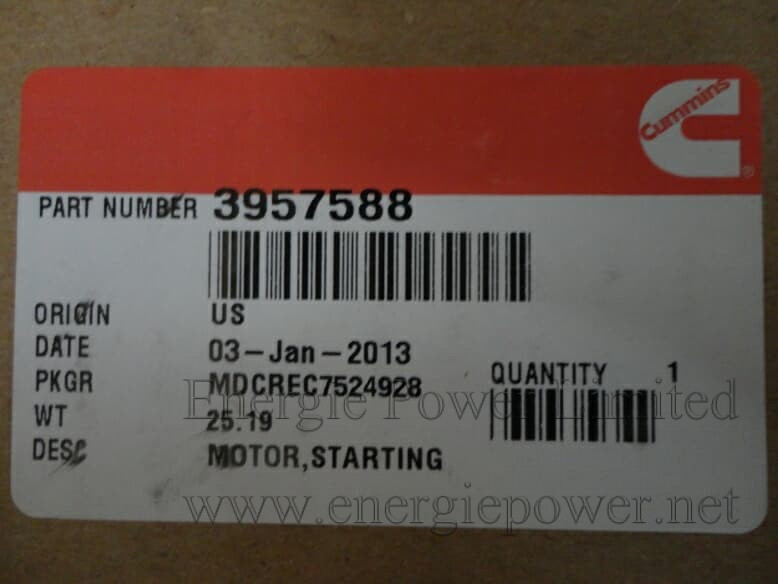 Cummins
®
PART NUMBER 3957588
ORIGIN US
DATE 03-Jan-2013
PKGR MDCREC7524928
QUANTITY 1
WT 25.19
DESC MOTOR,STARTING
Energie Power Limited
www.energiepower.net